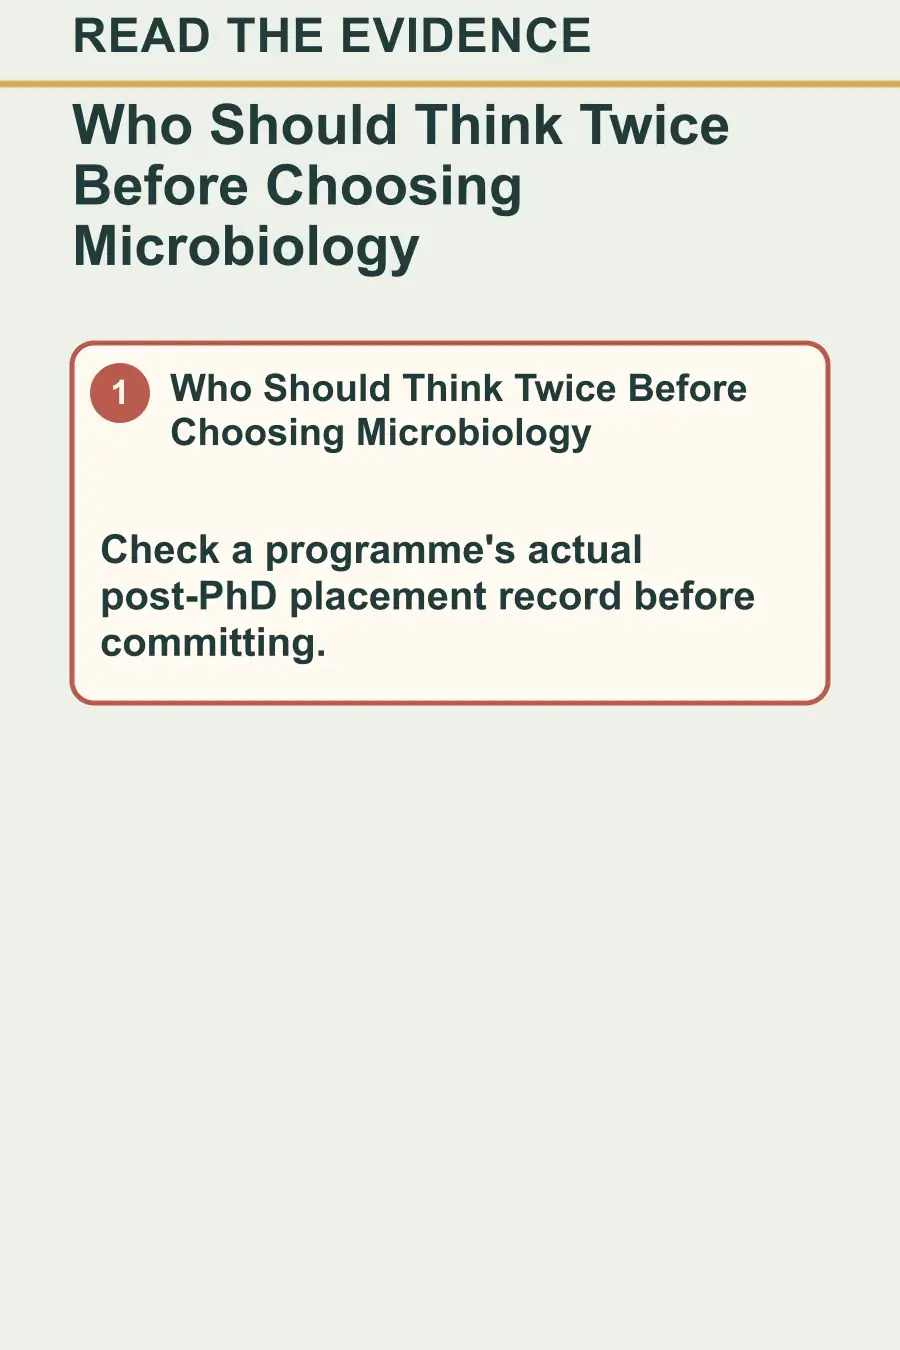 READ THE EVIDENCE
Who Should Think Twice
Before Choosing
Microbiology
1
Who Should Think Twice Before
Choosing Microbiology
Check a programme's actual
post-PhD placement record before
committing.